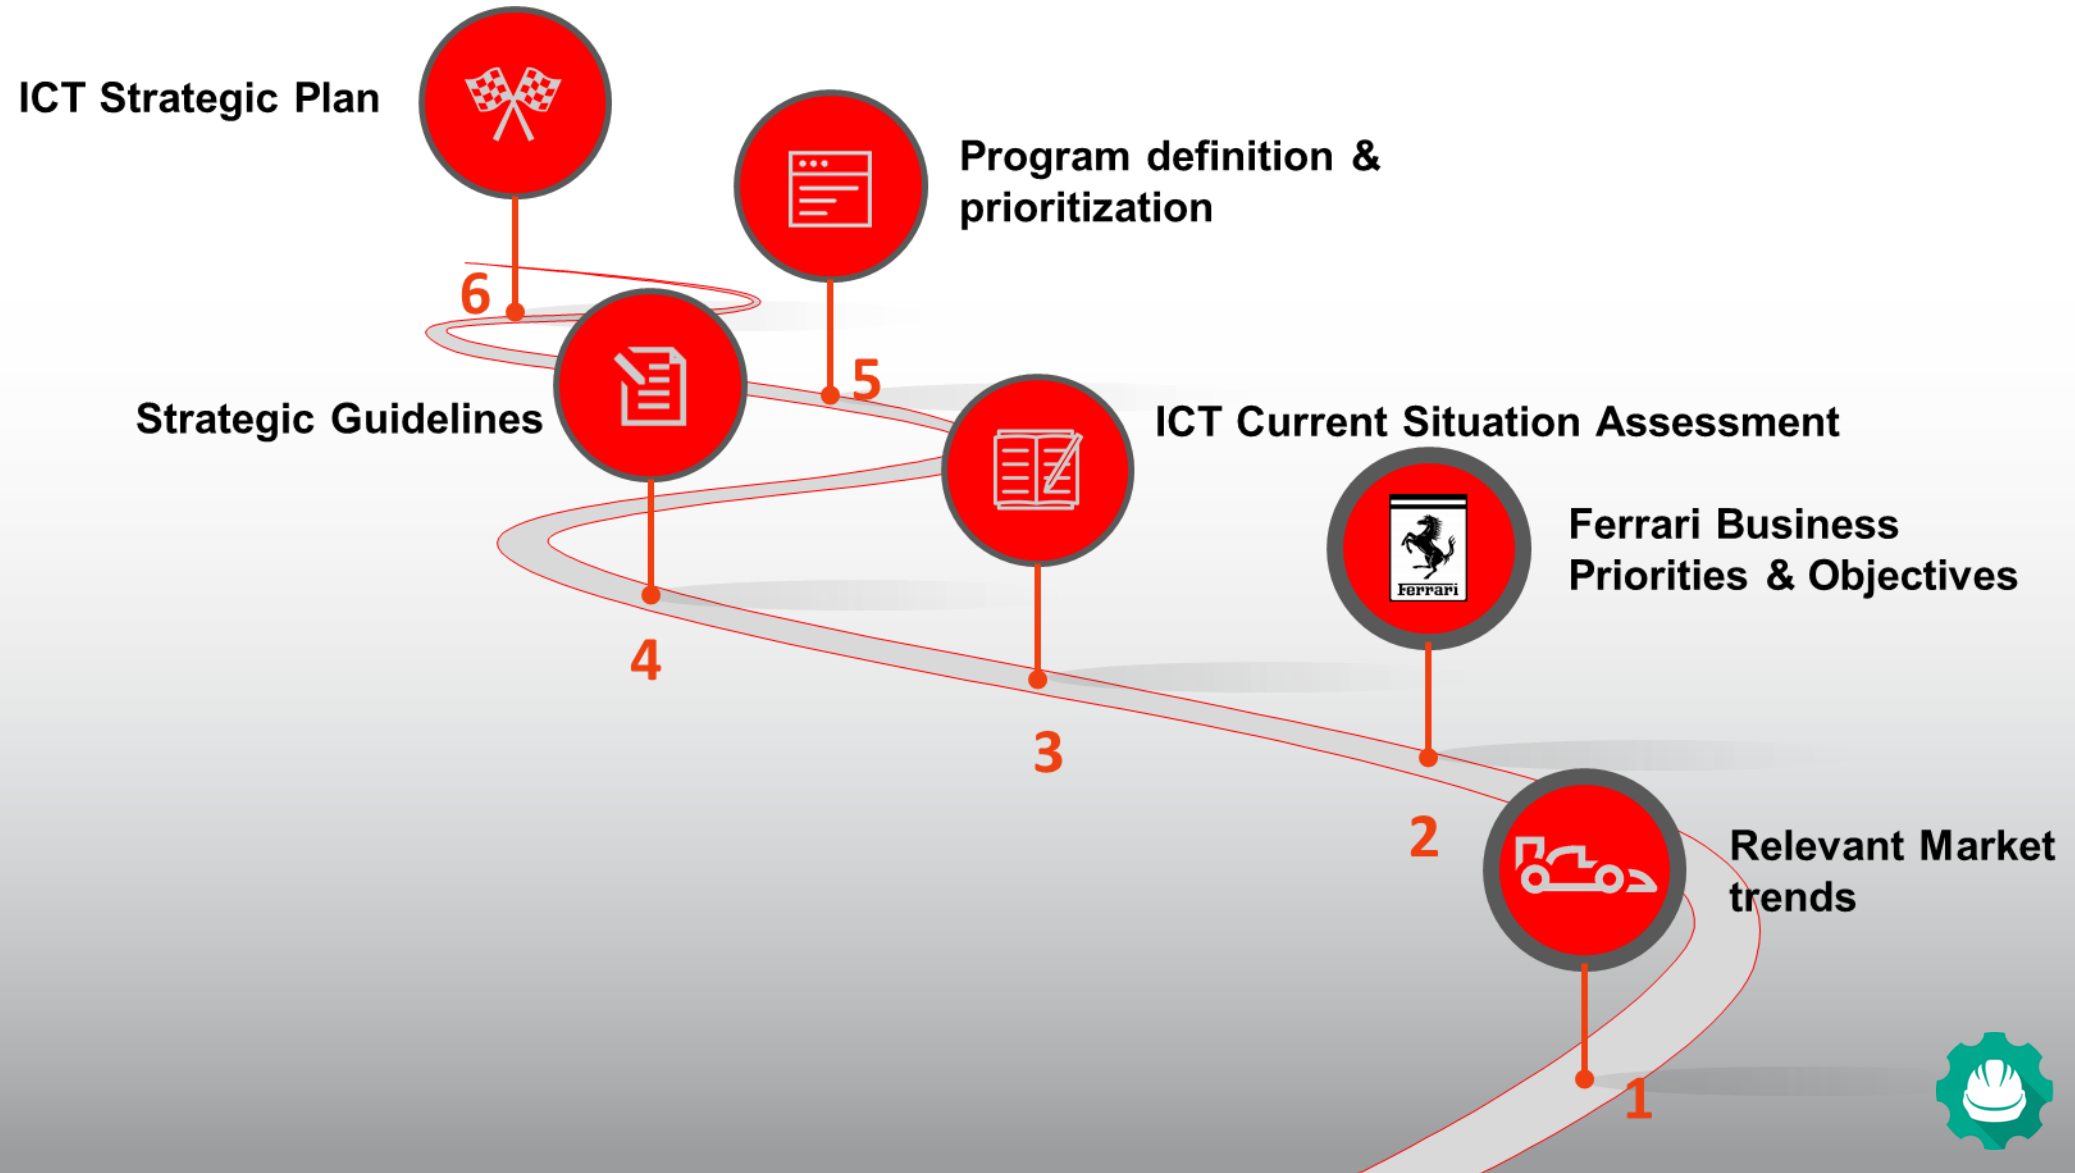 ICT Strategic Plan
Program definition &
prioritization
6
5
Strategic Guidelines
ICT Current Situation Assessment
Ferrari Business
Priorities & Objectives
Ferrari
4
3
2
Relevant Market
trends
1